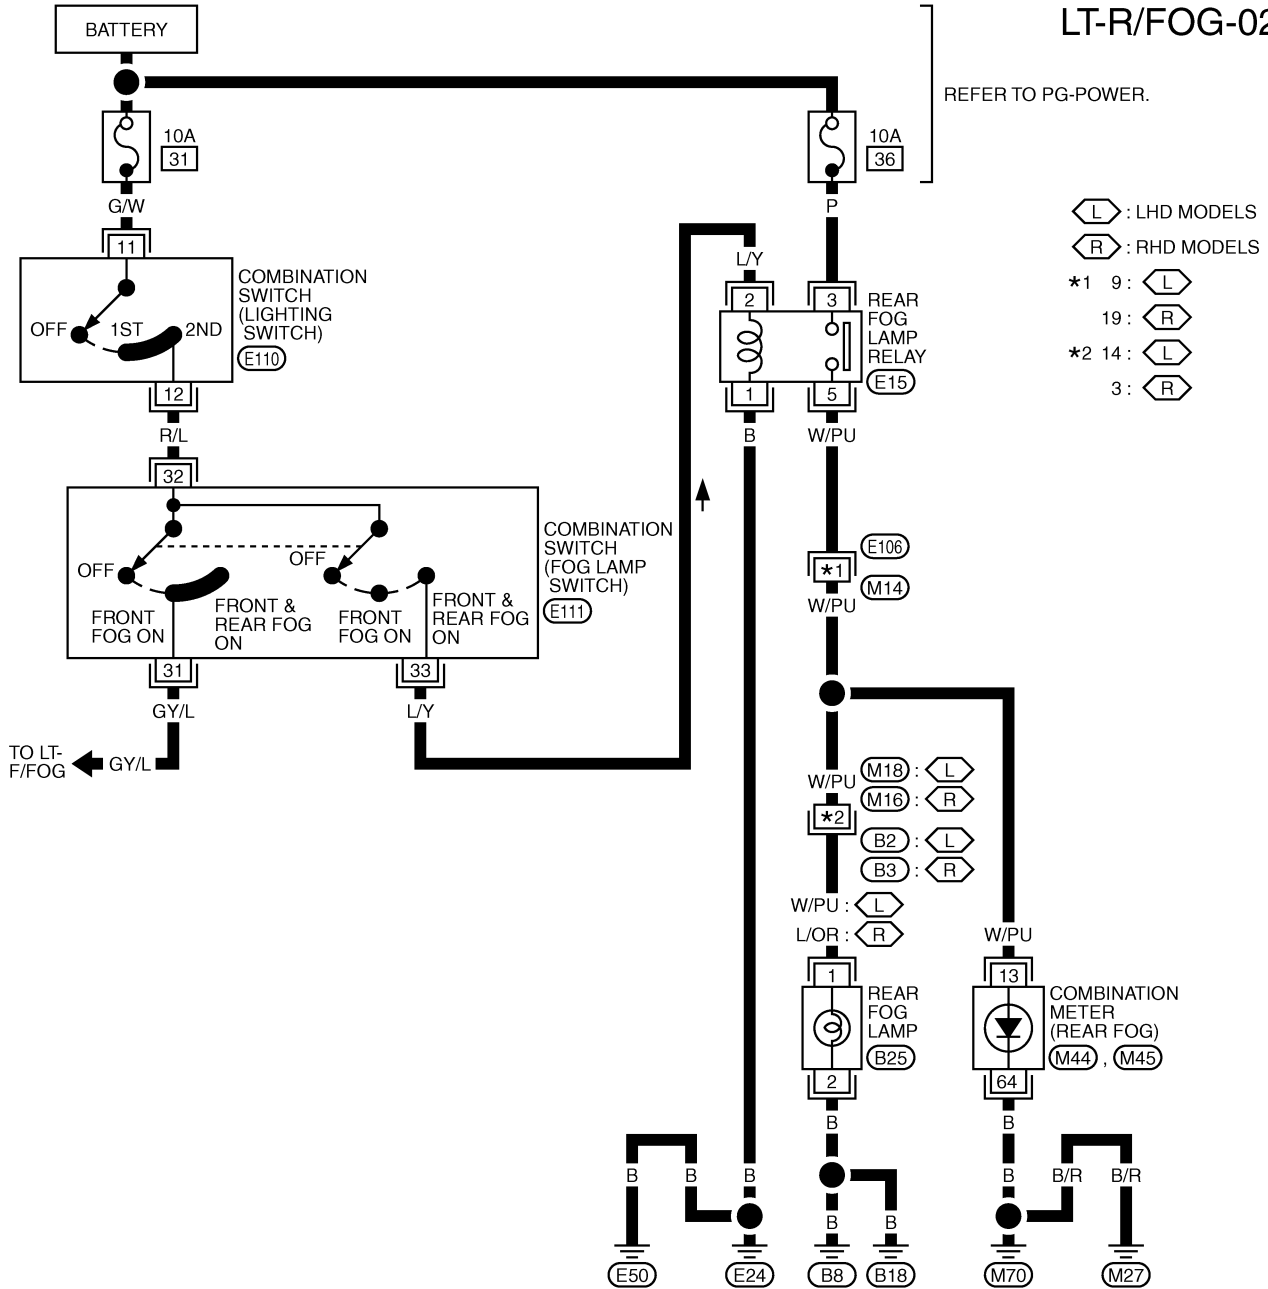 BATTERY
LT-R/FOG-02
REFER TO PG-POWER.
10A
31
10A
36
G/W
P
L : LHD MODELS
R : RHD MODELS
*1 9 : L
19 : R
*2 14 : L
3 : R
11
COMBINATION
SWITCH
(LIGHTING
SWITCH)
E110
OFF
1ST
2ND
12
R/L
L/Y
2
3
REAR
FOG
LAMP
RELAY
E15
1
5
B
W/PU
32
OFF
OFF
FRONT
FOG ON
FRONT &
REAR FOG
ON
FRONT
FOG ON
FRONT &
REAR FOG
ON
COMBINATION
SWITCH
(FOG LAMP
SWITCH)
E111
31
33
GY/L
L/Y
TO LT-
F/FOG
GY/L
E106
*1
M14
W/PU
W/PU
M18 : L
M16 : R
*2
B2 : L
B3 : R
W/PU : L
L/OR : R
W/PU
1
13
REAR
FOG
LAMP
B25
COMBINATION
METER
(REAR FOG)
M44 , M45
2
64
B
B
B
B
B
B
B/R
B/R
B
B
E50
E24
B8
B18
M70
M27